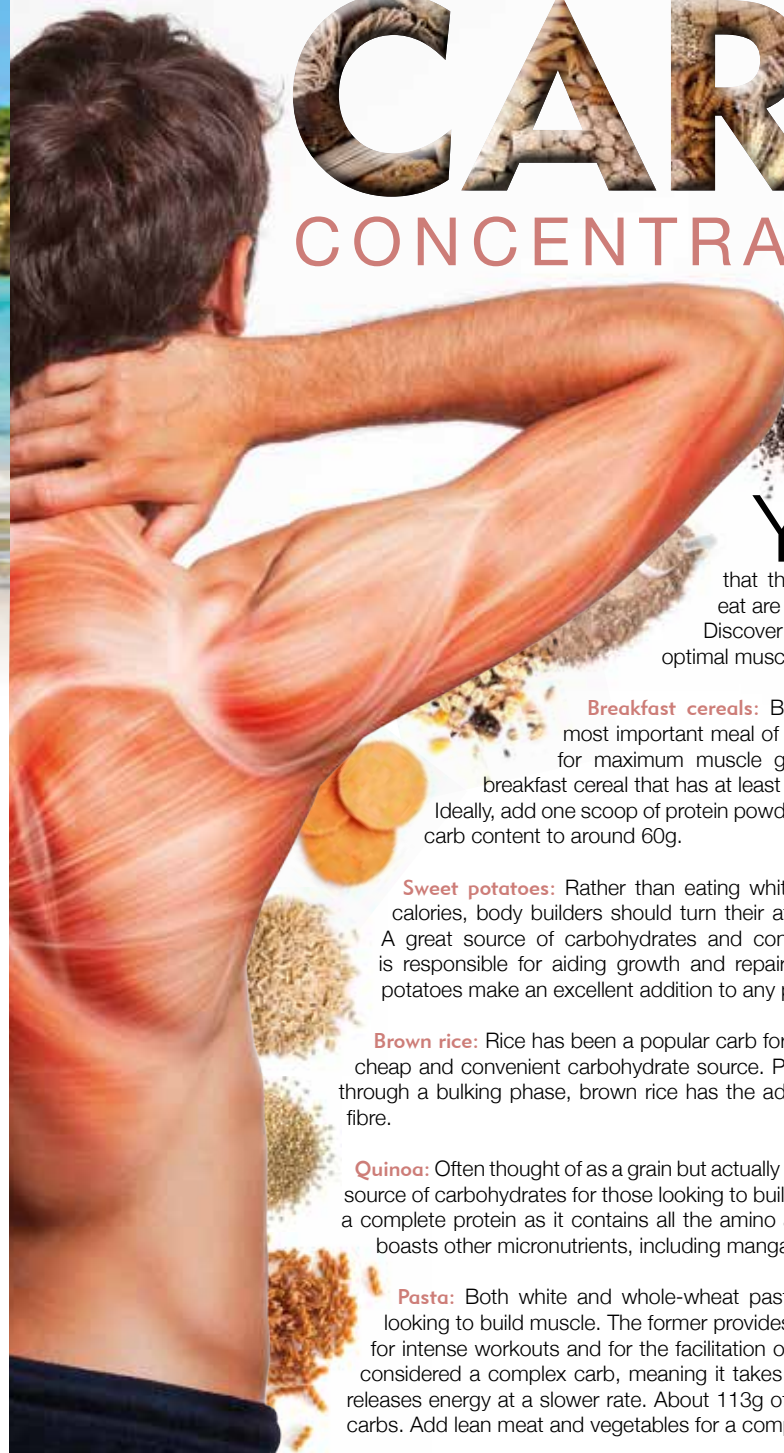 CAR
CONCENTRA
Y
that th
eat are
Discover
optimal musc
Breakfast cereals: B
most important meal of
for maximum muscle g
breakfast cereal that has at least
Ideally, add one scoop of protein powd
carb content to around 60g.
Sweet potatoes: Rather than eating whit
calories, body builders should turn their at
A great source of carbohydrates and con
is responsible for aiding growth and repair
potatoes make an excellent addition to any p
Brown rice: Rice has been a popular carb for
cheap and convenient carbohydrate source. P
through a bulking phase, brown rice has the ad
fibre.
Quinoa: Often thought of as a grain but actually
source of carbohydrates for those looking to buil
a complete protein as it contains all the amino a
boasts other micronutrients, including manga
Pasta: Both white and whole-wheat past
looking to build muscle. The former provides
for intense workouts and for the facilitation o
considered a complex carb, meaning it takes
releases energy at a slower rate. About 113g of
carbs. Add lean meat and vegetables for a comp